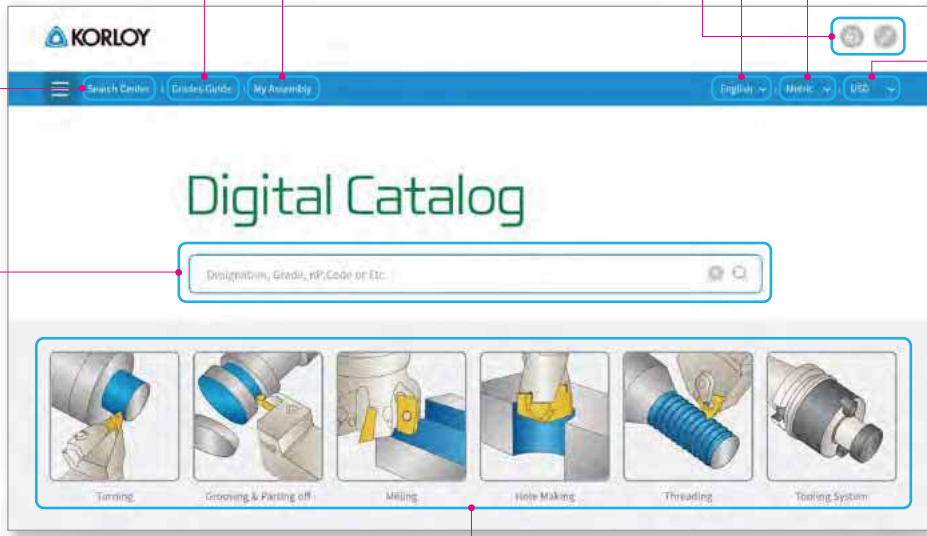 KORLOY
Search Center | Grades Guide | My Assembly English Metric USD
Digital Catalog
Designation, Grade, nP.Code or Etc.
Turning Grooving & Parting off Milling Hole Making Threading Tooling System